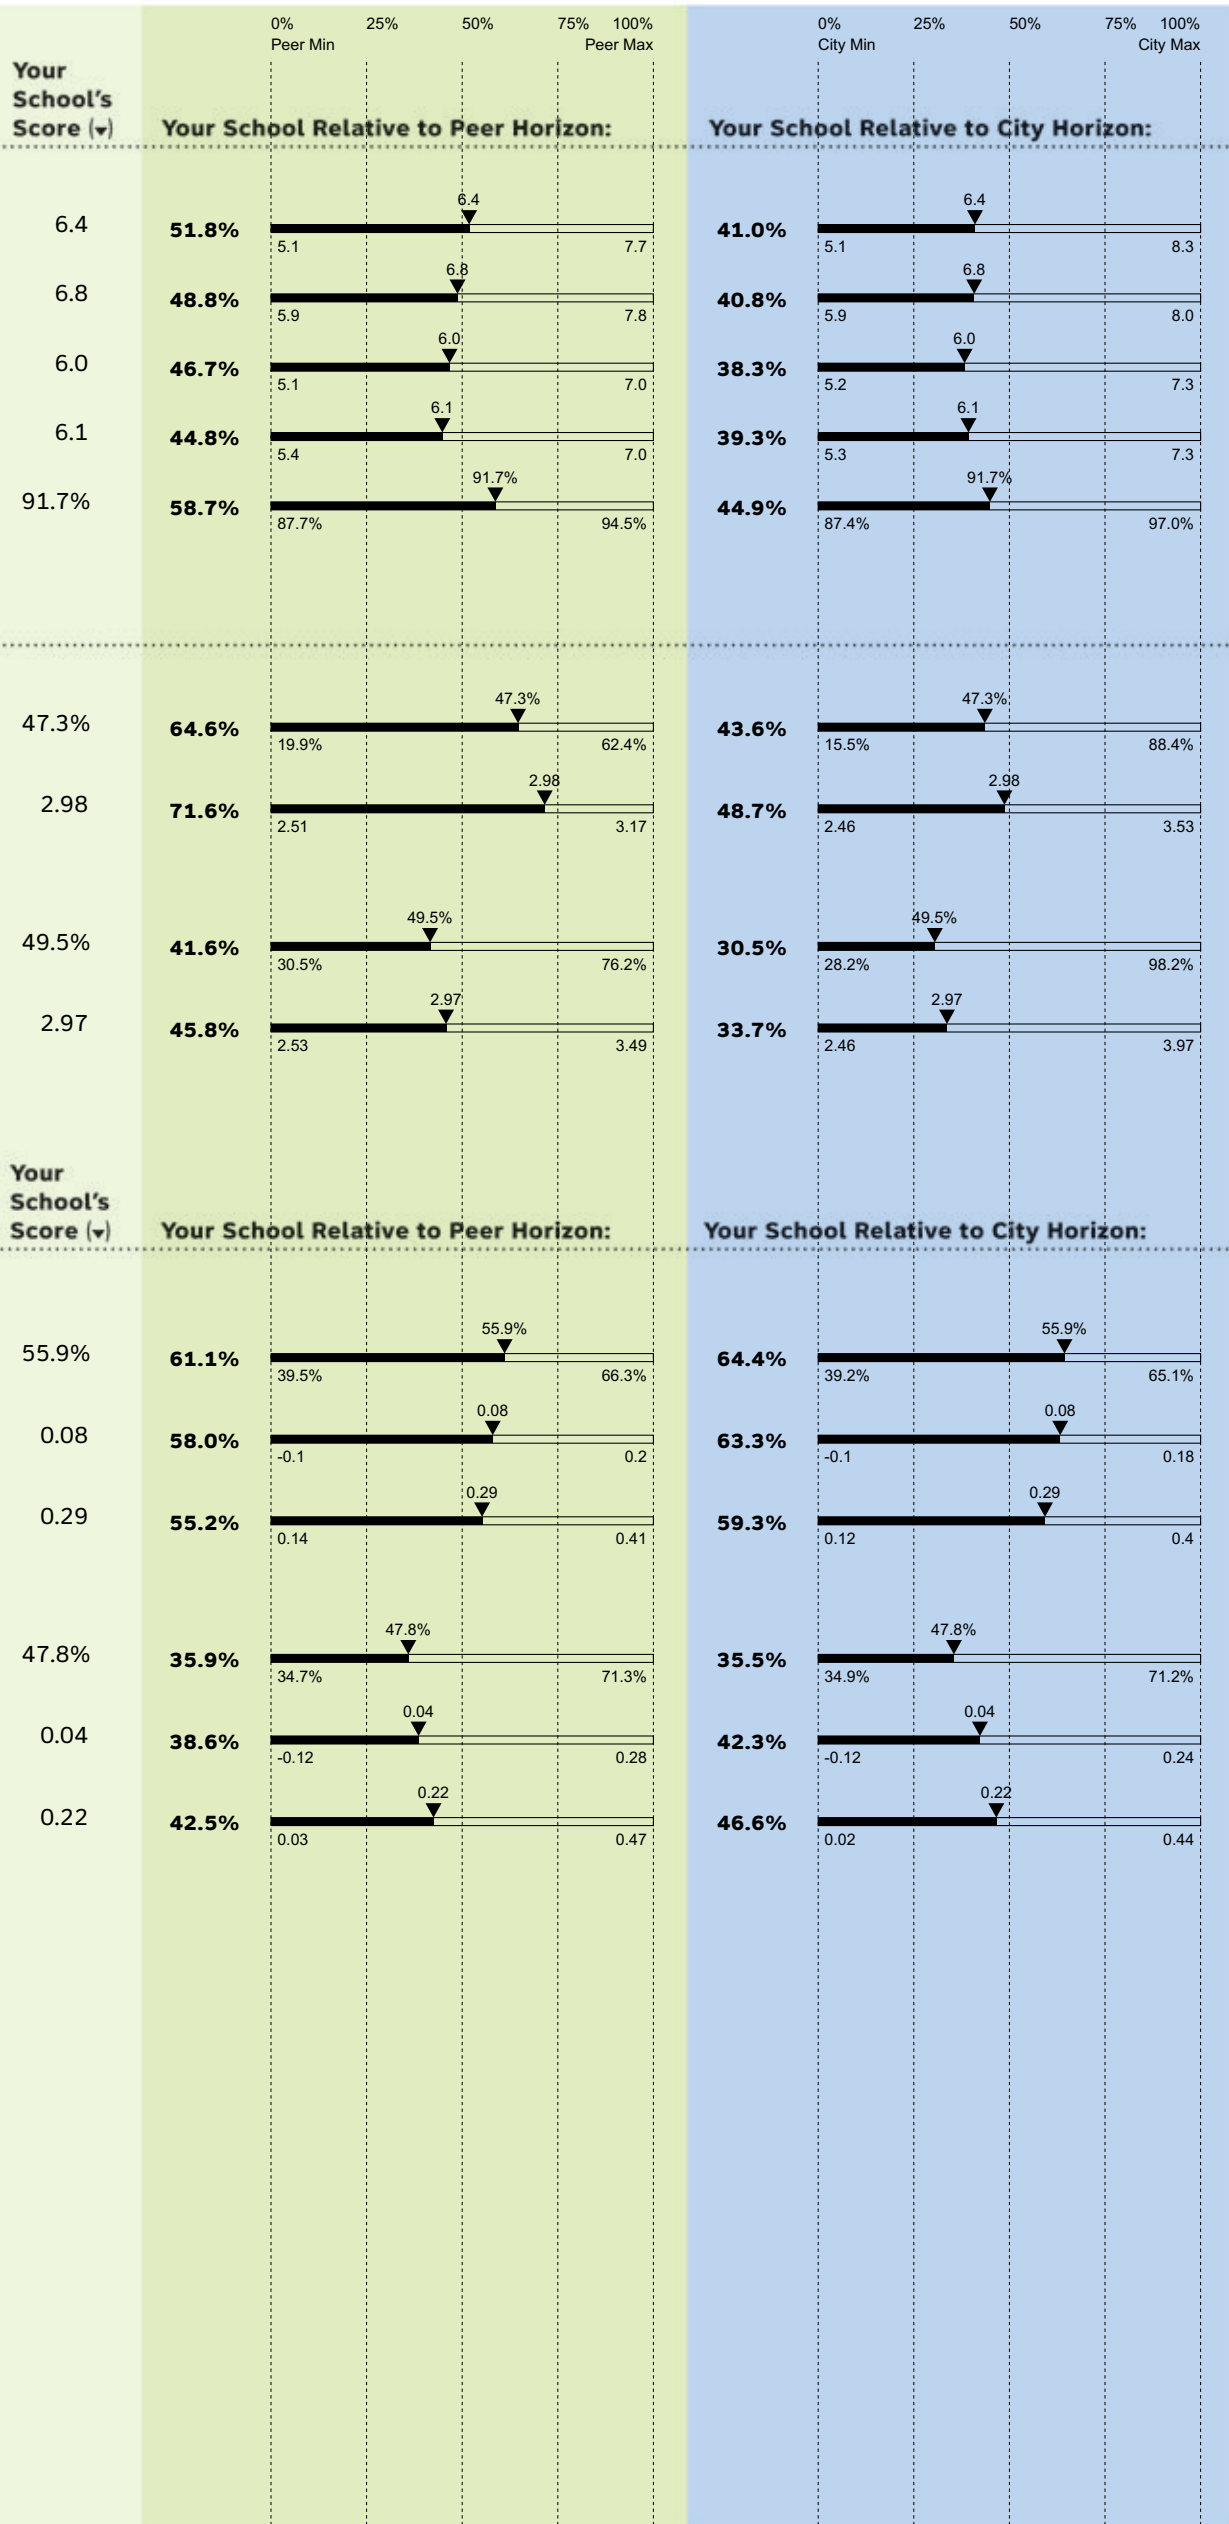 0% 25% 50% 75% 100% 0% 25% 50% 75% 100%
Peer Min Peer Max City Min City Max
Your
School's
Score (▾) Your School Relative to Peer Horizon: Your School Relative to City Horizon:
6.4 6.4
6.4 51.8% 41.0%
5.1 7.7 5.1 8.3
6.8 6.8
6.8 48.8% 40.8%
5.9 7.8 5.9 8.0
6.0 6.0
6.0 46.7% 38.3%
5.1 7.0 5.2 7.3
6.1 6.1
6.1 44.8% 39.3%
5.4 7.0 5.3 7.3
91.7% 91.7%
91.7% 58.7% 44.9%
87.7% 94.5% 87.4% 97.0%
47.3% 47.3%
47.3% 64.6% 43.6%
19.9% 62.4% 15.5% 88.4%
2.98 2.98
2.98 71.6% 48.7%
2.51 3.17 2.46 3.53
49.5% 49.5%
49.5% 41.6% 30.5%
30.5% 76.2% 28.2% 98.2%
2.97 2.97
2.97 45.8% 33.7%
2.53 3.49 2.46 3.97
Your
School's
Score (▾) Your School Relative to Peer Horizon: Your School Relative to City Horizon:
55.9% 55.9%
55.9% 61.1% 64.4%
39.5% 66.3% 39.2% 65.1%
0.08 0.08
0.08 58.0% 63.3%
-0.1 0.2 -0.1 0.18
0.29 0.29
0.29 55.2% 59.3%
0.14 0.41 0.12 0.4
47.8% 47.8%
47.8% 35.9% 35.5%
34.7% 71.3% 34.9% 71.2%
0.04 0.04
0.04 38.6% 42.3%
-0.12 0.28 -0.12 0.24
0.22 0.22
0.22 42.5% 46.6%
0.03 0.47 0.02 0.44